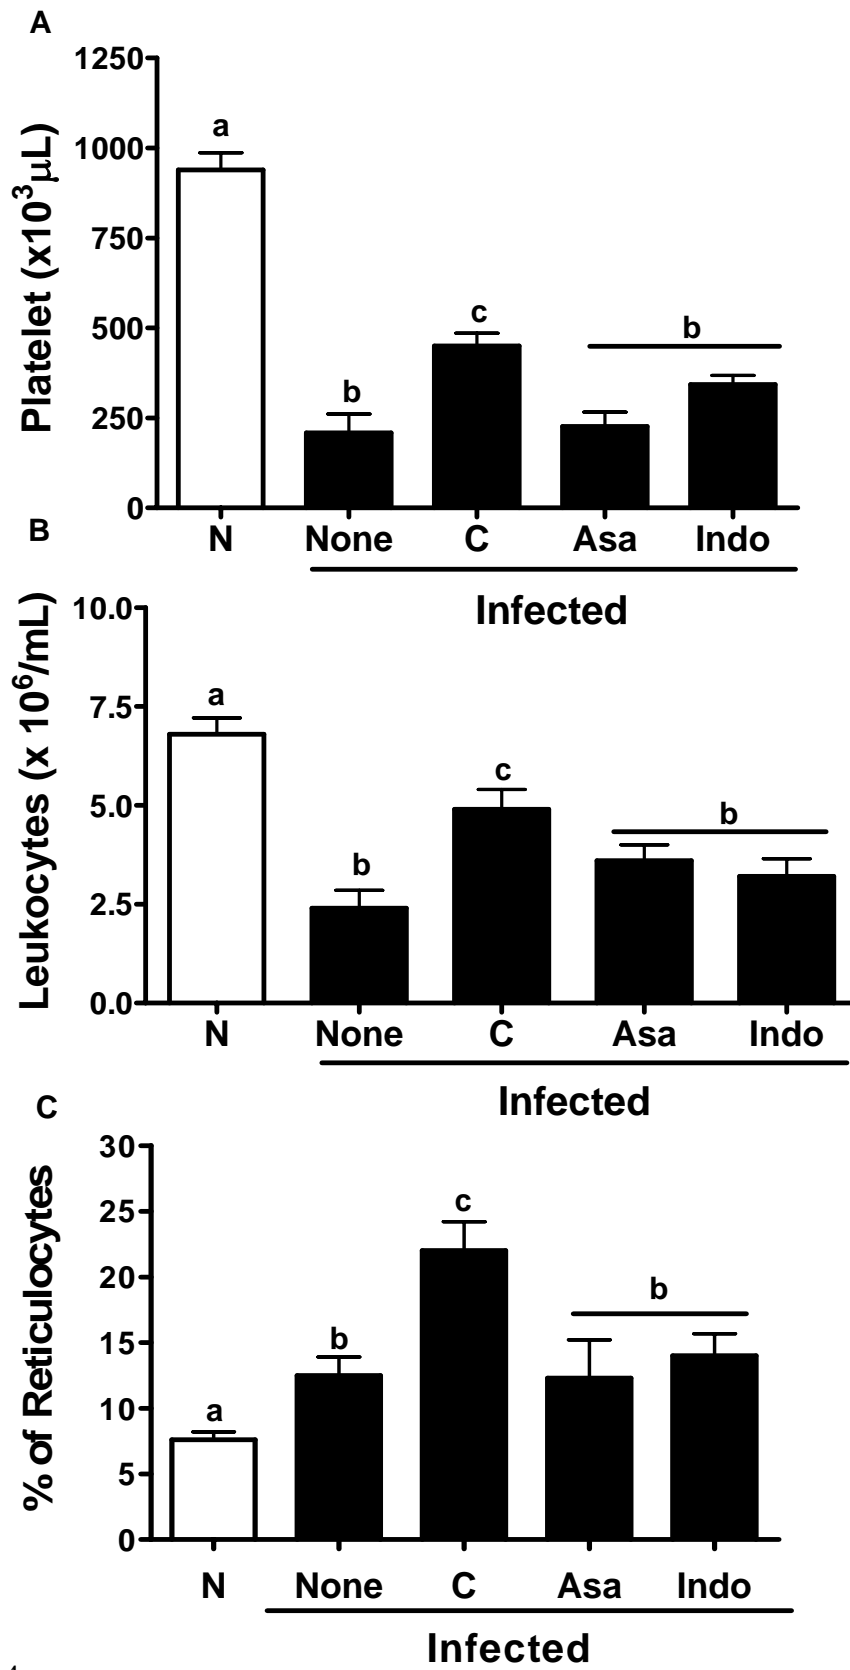 A
Platelet (x10³μL)
1250
1000
750
500
250
0
a
b
c
b
N None C Asa Indo
Infected
B
Leukocytes (x 10⁶/mL)
10.0
7.5
5.0
2.5
0.0
a
b
c
b
N None C Asa Indo
Infected
C
% of Reticulocytes
30
25
20
15
10
5
0
a
b
c
b
N None C Asa Indo
Infected